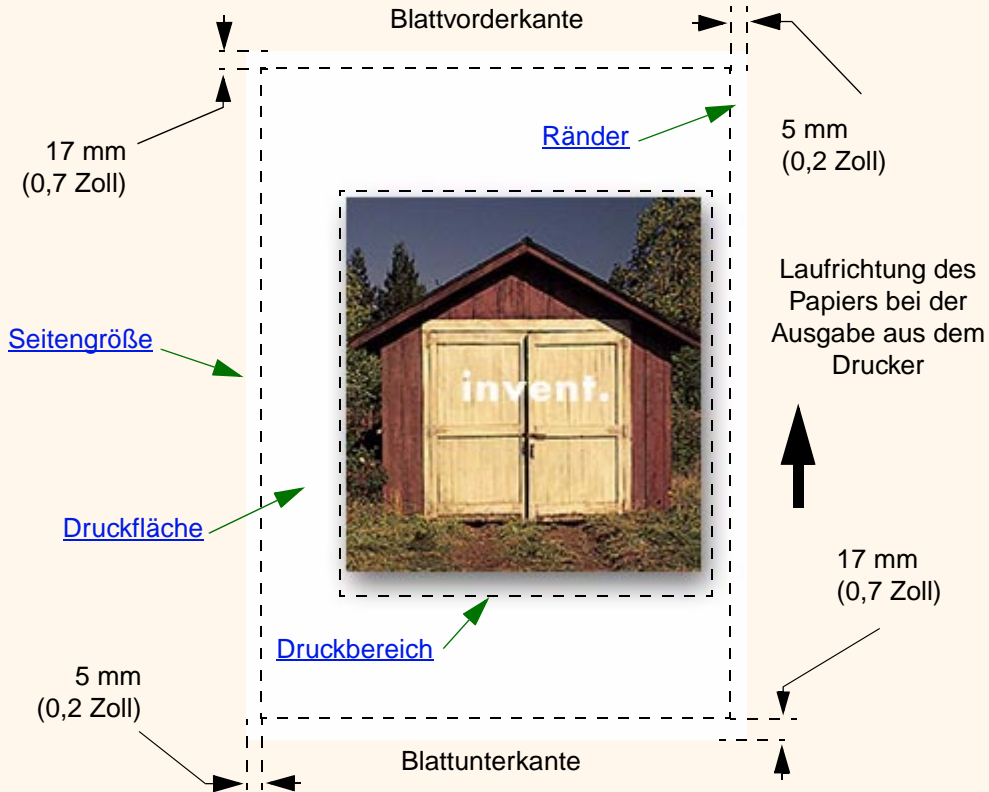 Blattvorderkante
17 mm
(0,7 Zoll)
Ränder
5 mm
(0,2 Zoll)
Laufrichtung des
Papiers bei der
Ausgabe aus dem
Drucker
Seitengröße
invent.
Druckfläche
17 mm
(0,7 Zoll)
Druckbereich
5 mm
(0,2 Zoll)
Blattunterkante